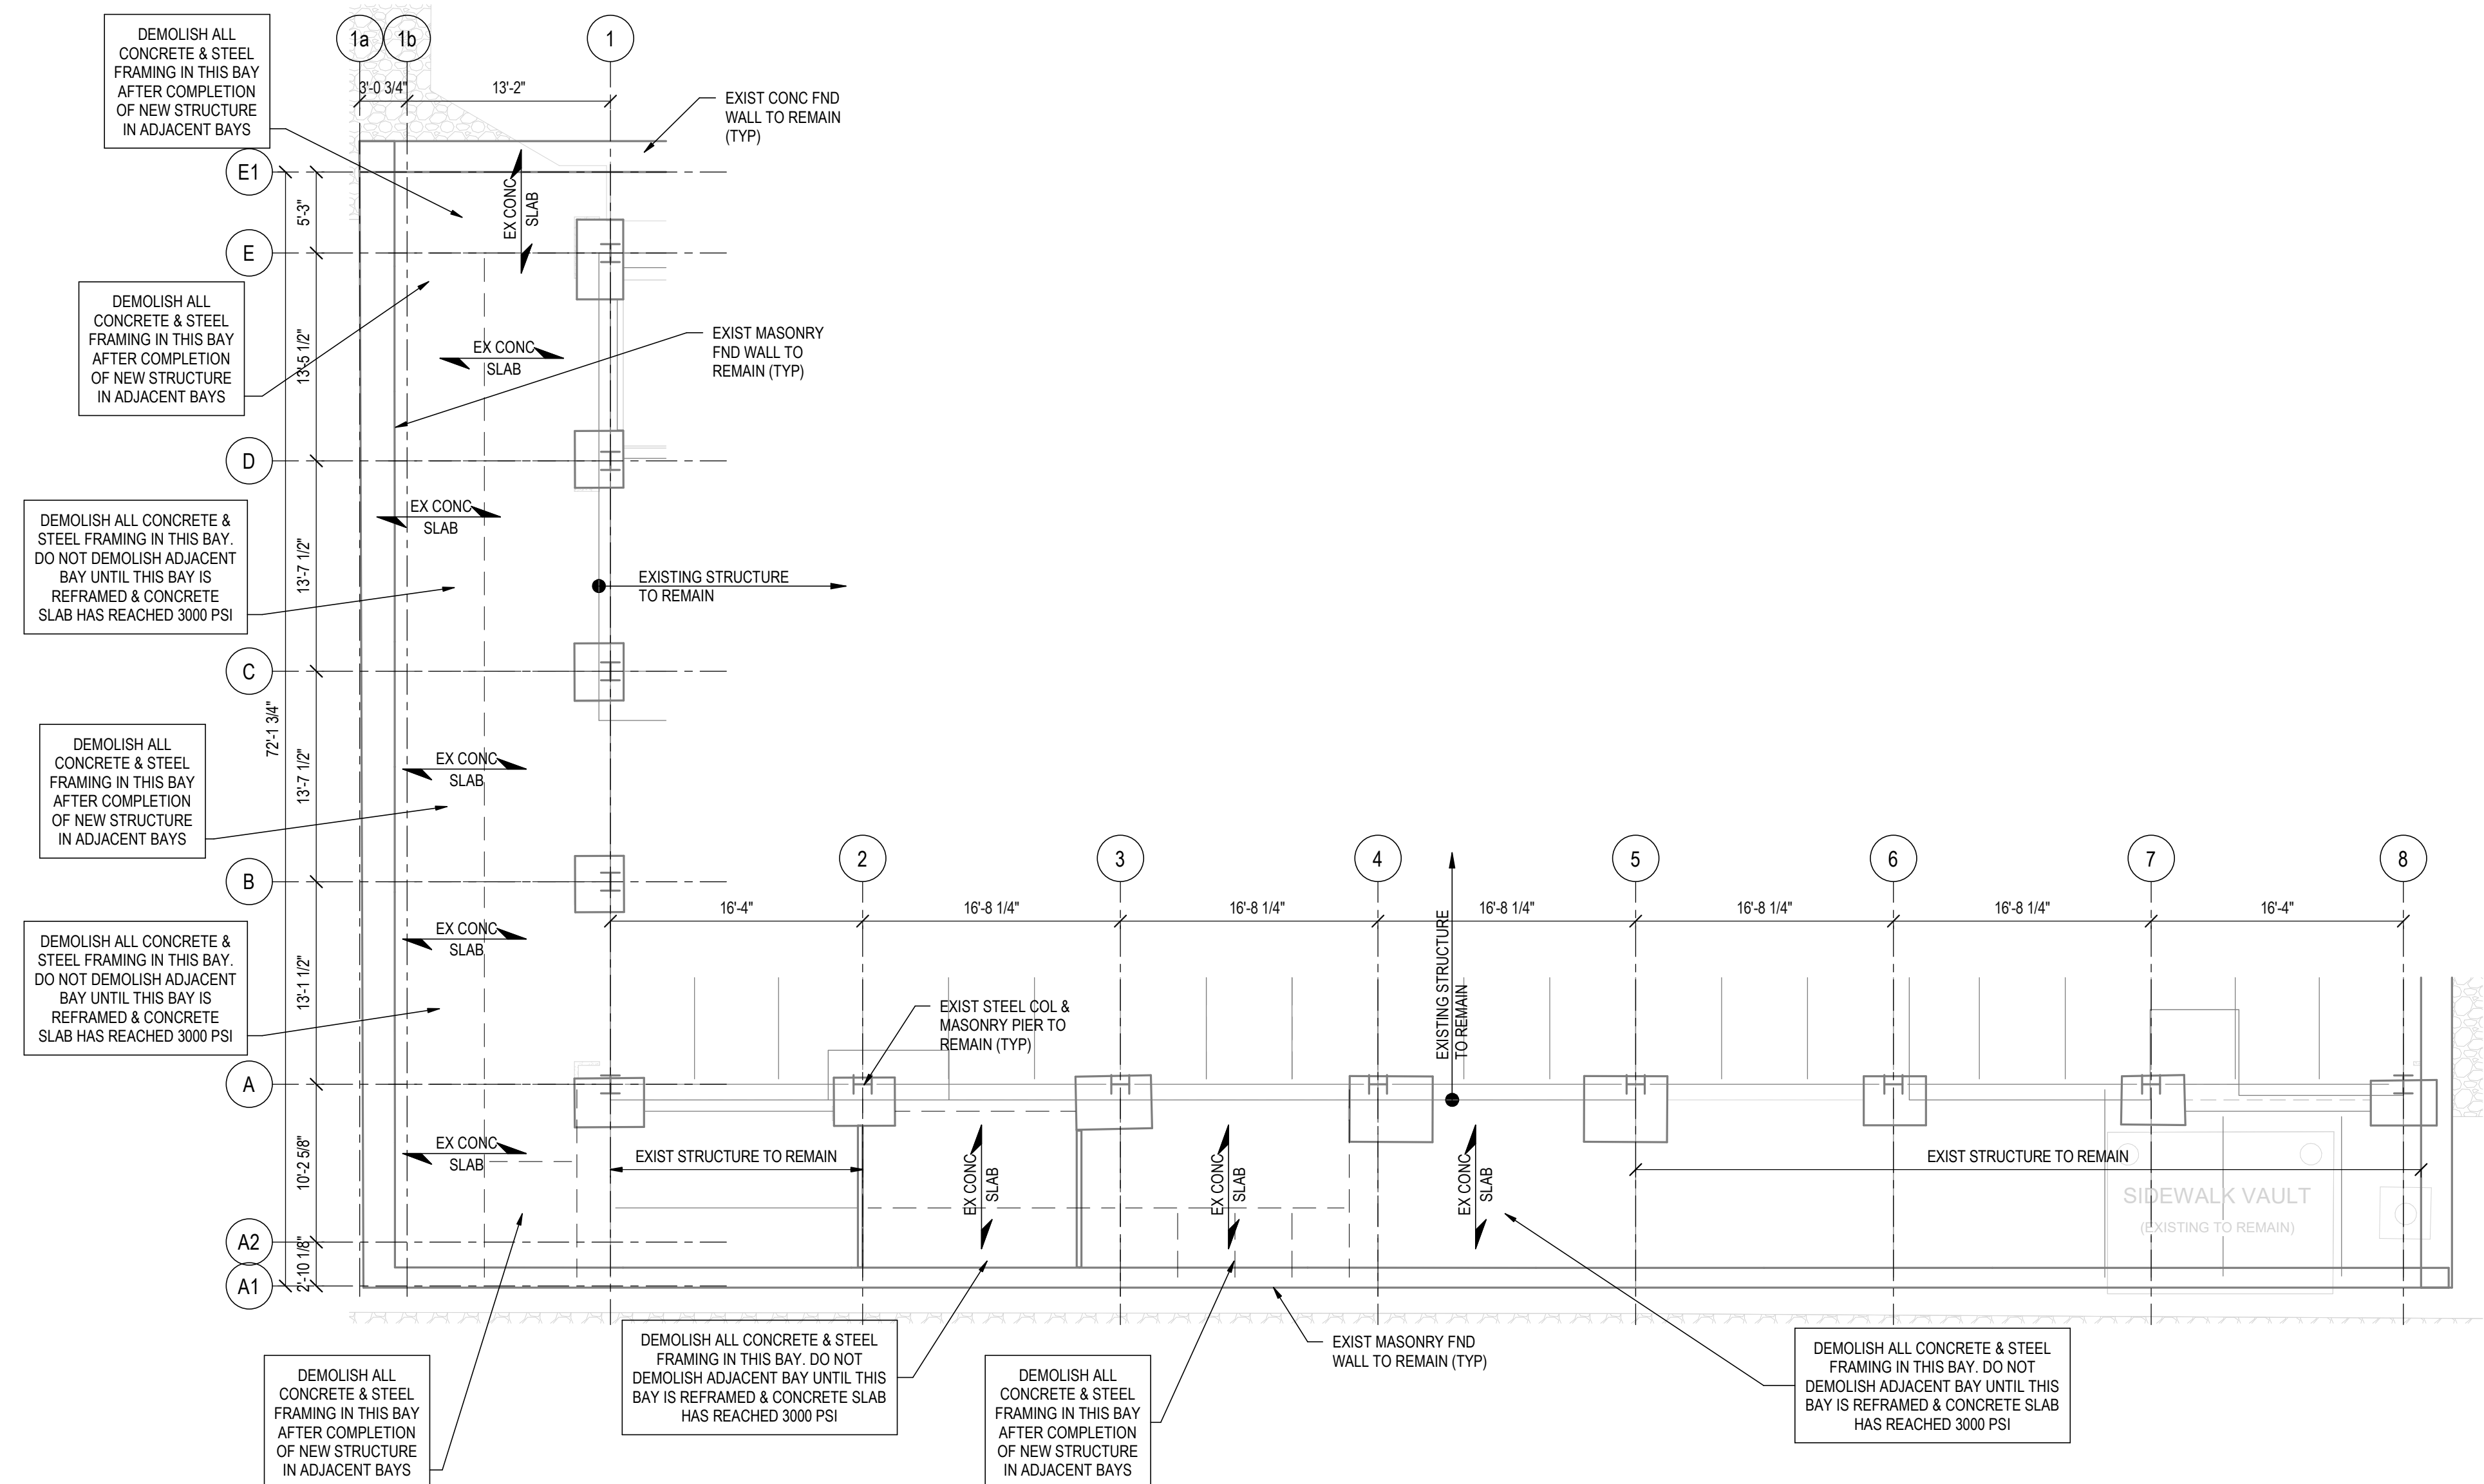 DEMOLISH ALL
CONCRETE & STEEL
FRAMING IN THIS BAY
AFTER COMPLETION
OF NEW STRUCTURE
IN ADJACENT BAYS
1a
1b
1
3'-0 3/4"
13'-2"
EXIST CONC FND
WALL TO REMAIN
(TYP)
E1
5'-3"
EX CONC
SLAB
E
DEMOLISH ALL
CONCRETE & STEEL
FRAMING IN THIS BAY
AFTER COMPLETION
OF NEW STRUCTURE
IN ADJACENT BAYS
13'-5 1/2"
EX CONC
SLAB
EXIST MASONRY
FND WALL TO
REMAIN (TYP)
D
DEMOLISH ALL CONCRETE &
STEEL FRAMING IN THIS BAY.
DO NOT DEMOLISH ADJACENT
BAY UNTIL THIS BAY IS
REFRAMED & CONCRETE
SLAB HAS REACHED 3000 PSI
EX CONC
SLAB
13'-7 1/2"
EXISTING STRUCTURE
TO REMAIN
C
72'-1 3/4"
DEMOLISH ALL
CONCRETE & STEEL
FRAMING IN THIS BAY
AFTER COMPLETION
OF NEW STRUCTURE
IN ADJACENT BAYS
13'-7 1/2"
EX CONC
SLAB
B
2
3
4
5
6
7
8
16'-4"
16'-8 1/4"
16'-8 1/4"
16'-8 1/4"
16'-8 1/4"
16'-8 1/4"
16'-4"
DEMOLISH ALL CONCRETE &
STEEL FRAMING IN THIS BAY.
DO NOT DEMOLISH ADJACENT
BAY UNTIL THIS BAY IS
REFRAMED & CONCRETE
SLAB HAS REACHED 3000 PSI
EX CONC
SLAB
13'-1 1/2"
EXIST STEEL COL &
MASONRY PIER TO
REMAIN (TYP)
EXISTING STRUCTURE
TO REMAIN
A
10'-2 5/8"
EX CONC
SLAB
EXIST STRUCTURE TO REMAIN
EX CONC
SLAB
EX CONC
SLAB
EX CONC
SLAB
EXIST STRUCTURE TO REMAIN
SIDEWALK VAULT
(EXISTING TO REMAIN)
A2
2'-10 1/8"
A1
DEMOLISH ALL
CONCRETE & STEEL
FRAMING IN THIS BAY
AFTER COMPLETION
OF NEW STRUCTURE
IN ADJACENT BAYS
DEMOLISH ALL CONCRETE & STEEL
FRAMING IN THIS BAY. DO NOT
DEMOLISH ADJACENT BAY UNTIL THIS
BAY IS REFRAMED & CONCRETE SLAB
HAS REACHED 3000 PSI
DEMOLISH ALL
CONCRETE & STEEL
FRAMING IN THIS BAY
AFTER COMPLETION
OF NEW STRUCTURE
IN ADJACENT BAYS
EXIST MASONRY FND
WALL TO REMAIN (TYP)
DEMOLISH ALL CONCRETE & STEEL
FRAMING IN THIS BAY. DO NOT
DEMOLISH ADJACENT BAY UNTIL THIS
BAY IS REFRAMED & CONCRETE SLAB
HAS REACHED 3000 PSI